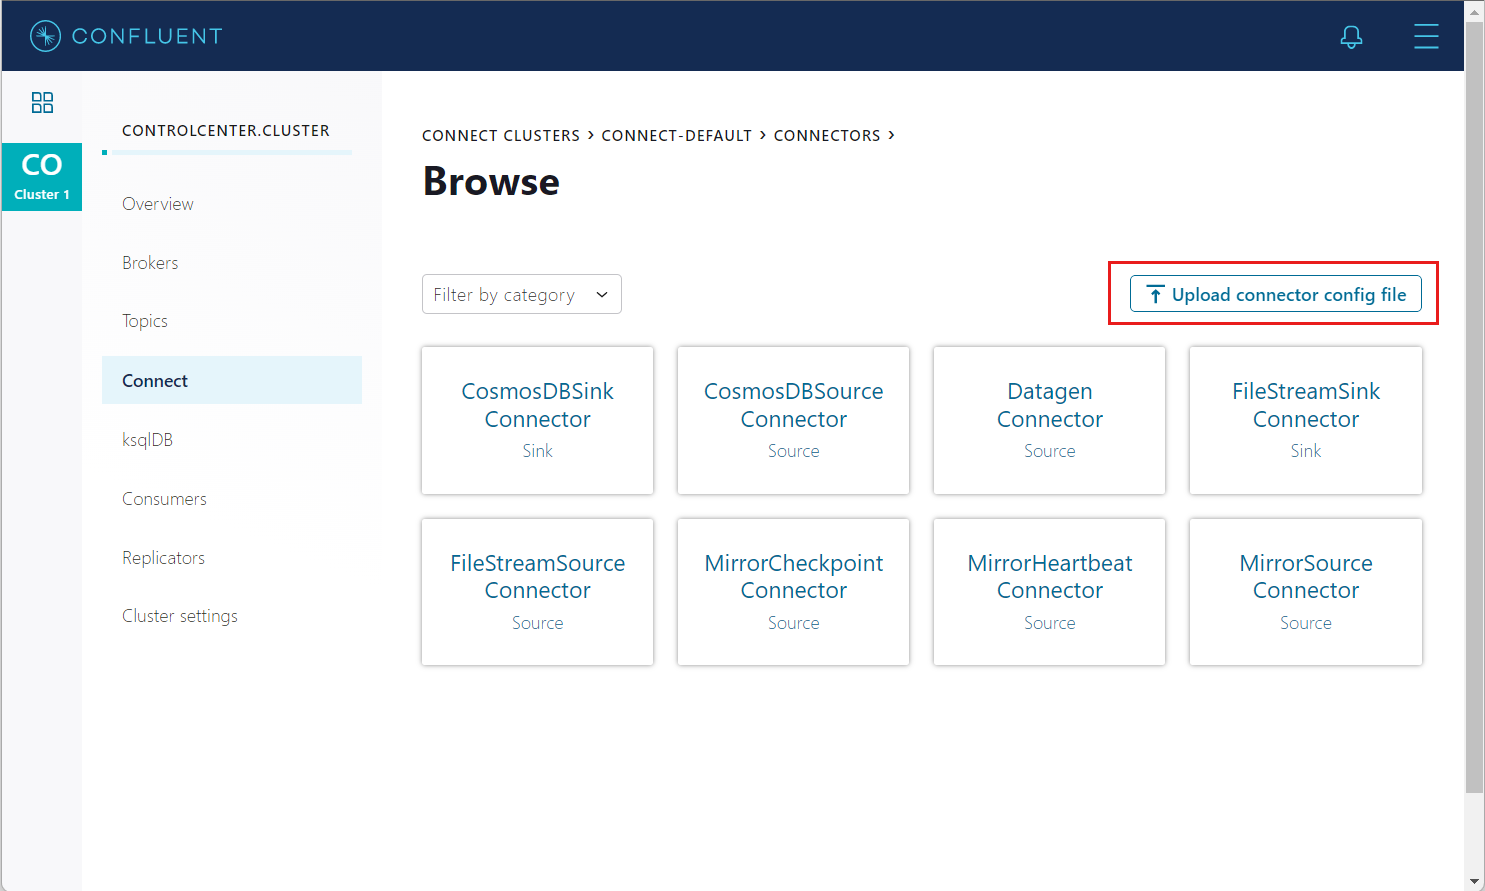 CONFLUENT
CO
Cluster 1
CONTROLCENTER.CLUSTER
Overview
Brokers
Topics
Connect
ksqlDB
Consumers
Replicators
Cluster settings
CONNECT CLUSTERS > CONNECT-DEFAULT > CONNECTORS >
Browse
Filter by category
Upload connector config file
CosmosDBSink
Connector
Sink
CosmosDBSource
Connector
Source
Datagen
Connector
Source
FileStreamSink
Connector
Sink
FileStreamSource
Connector
Source
MirrorCheckpoint
Connector
Source
MirrorHeartbeat
Connector
Source
MirrorSource
Connector
Source